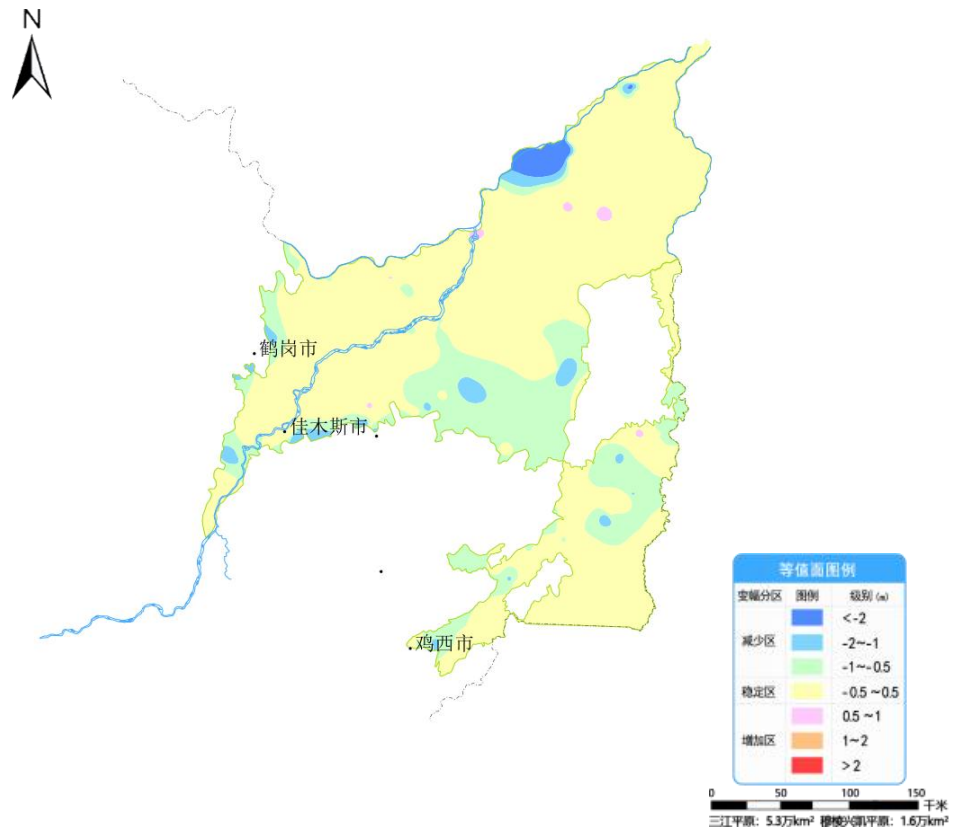 N
鹤岗市
佳木斯市
鸡西市
等值面图例
变幅分区 图例 级别 (m)
<-2
减少区 -2~-1
-1~-0.5
稳定区 -0.5~0.5
0.5~1
增加区 1~2
>2
0 50 100 150 千米
三江平原：5.3万km² 穆棱兴凯平原：1.6万km²